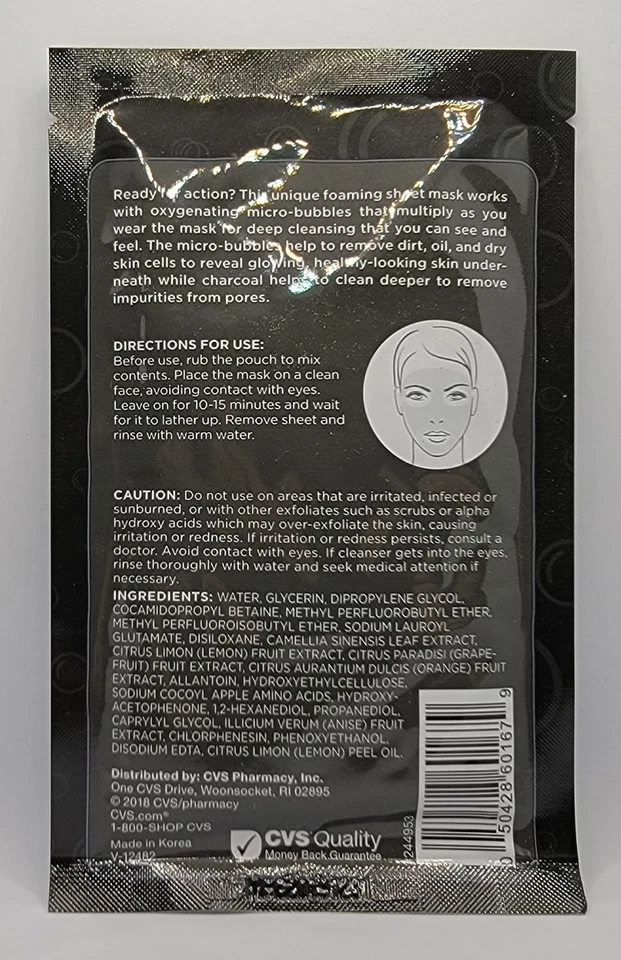 Ready for action? This unique foaming sheet mask works
with oxygenating micro-bubbles that multiply as you
wear the mask for deep cleansing that you can see and
feel. The micro-bubbles help to remove dirt, oil, and dry
skin cells to reveal glowing, healthy-looking skin under-
neath while charcoal helps to clean deeper to remove
impurities from pores.
DIRECTIONS FOR USE:
Before use, rub the pouch to mix
contents. Place the mask on a clean
face, avoiding contact with eyes.
Leave on for 10-15 minutes and wait
for it to lather up. Remove sheet and
rinse with warm water.
CAUTION: Do not use on areas that are irritated, infected or
sunburned, or with other exfoliates such as scrubs or alpha
hydroxy acids which may over-exfoliate the skin, causing
irritation or redness. If irritation or redness persists, consult a
doctor. Avoid contact with eyes. If cleanser gets into the eyes,
rinse thoroughly with water and seek medical attention if
necessary.
INGREDIENTS: WATER, GLYCERIN, DIPROPYLENE GLYCOL,
COCAMIDOPROPYL BETAINE, METHYL PERFLUOROBUTYL ETHER,
METHYL PERFLUOROISOBUTYL ETHER, SODIUM LAUROYL
GLUTAMATE, DISILOXANE, CAMELLIA SINENSIS LEAF EXTRACT,
CITRUS LIMON (LEMON) FRUIT EXTRACT, CITRUS PARADISI (GRAPE-
FRUIT) FRUIT EXTRACT, CITRUS AURANTIUM DULCIS (ORANGE) FRUIT
EXTRACT, ALLANTOIN, HYDROXYETHYLCELLULOSE,
SODIUM COCOYL APPLE AMINO ACIDS, HYDROXY-
ACETOPHENONE, 1,2-HEXANEDIOL, PROPANEDIOL,
CAPRYLYL GLYCOL, ILLICIUM VERUM (ANISE) FRUIT
EXTRACT, CHLORPHENESIN, PHENOXYETHANOL,
DISODIUM EDTA, CITRUS LIMON (LEMON) PEEL OIL.
Distributed by: CVS Pharmacy, Inc.
One CVS Drive, Woonsocket, RI 02895
© 2018 CVS/pharmacy
CVS.com®
1-800-SHOP CVS
Made in Korea
V-12402
CVS Quality
Money Back Guarantee
244953
0 50428 60167 9